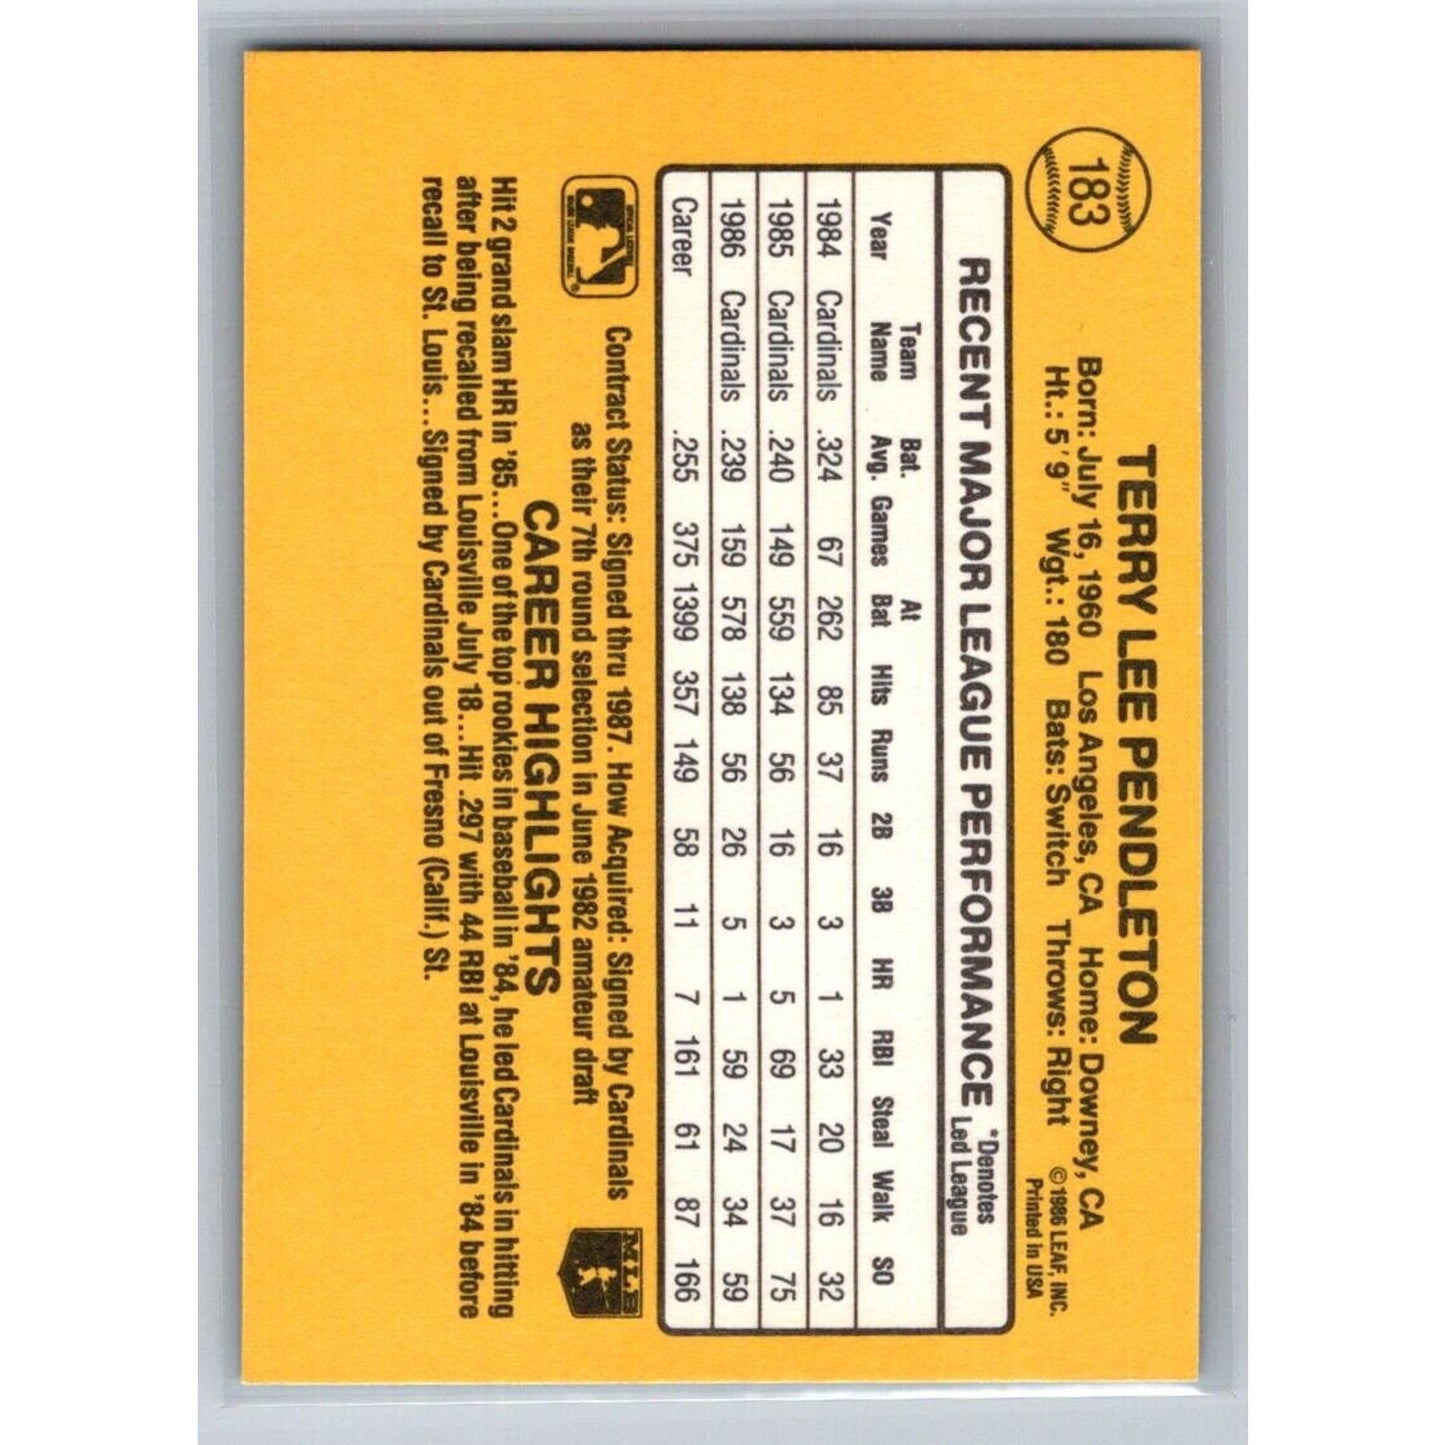 183
TERRY LEE PENDLETON
Born: July 16, 1960 Los Angeles, CA Home: Downey, CA
Ht.: 5'9" Wgt.: 180 Bats: Switch Throws: Right
©1986 LEAF, INC.
Printed in USA
RECENT MAJOR LEAGUE PERFORMANCE *Denotes
Led League
Team Bat. At
Year Name Avg. Games Bat Hits Runs 2B 3B HR RBI Steal Walk SO
1984 Cardinals .324 67 262 85 37 16 3 1 33 20 16 32
1985 Cardinals .240 149 559 134 56 16 3 5 69 17 37 75
1986 Cardinals .239 159 578 138 56 26 5 1 59 24 34 59
Career .255 375 1399 357 149 58 11 7 161 61 87 166
Contract Status: Signed thru 1987. How Acquired: Signed by Cardinals
as their 7th round selection in June 1982 amateur draft
MLB
CAREER HIGHLIGHTS
Hit 2 grand slam HR in '85...One of the top rookies in baseball in '84, he led Cardinals in hitting
after being recalled from Louisville July 18...Hit .297 with 44 RBI at Louisville in '84 before
recall to St. Louis...Signed by Cardinals out of Fresno (Calif.) St.